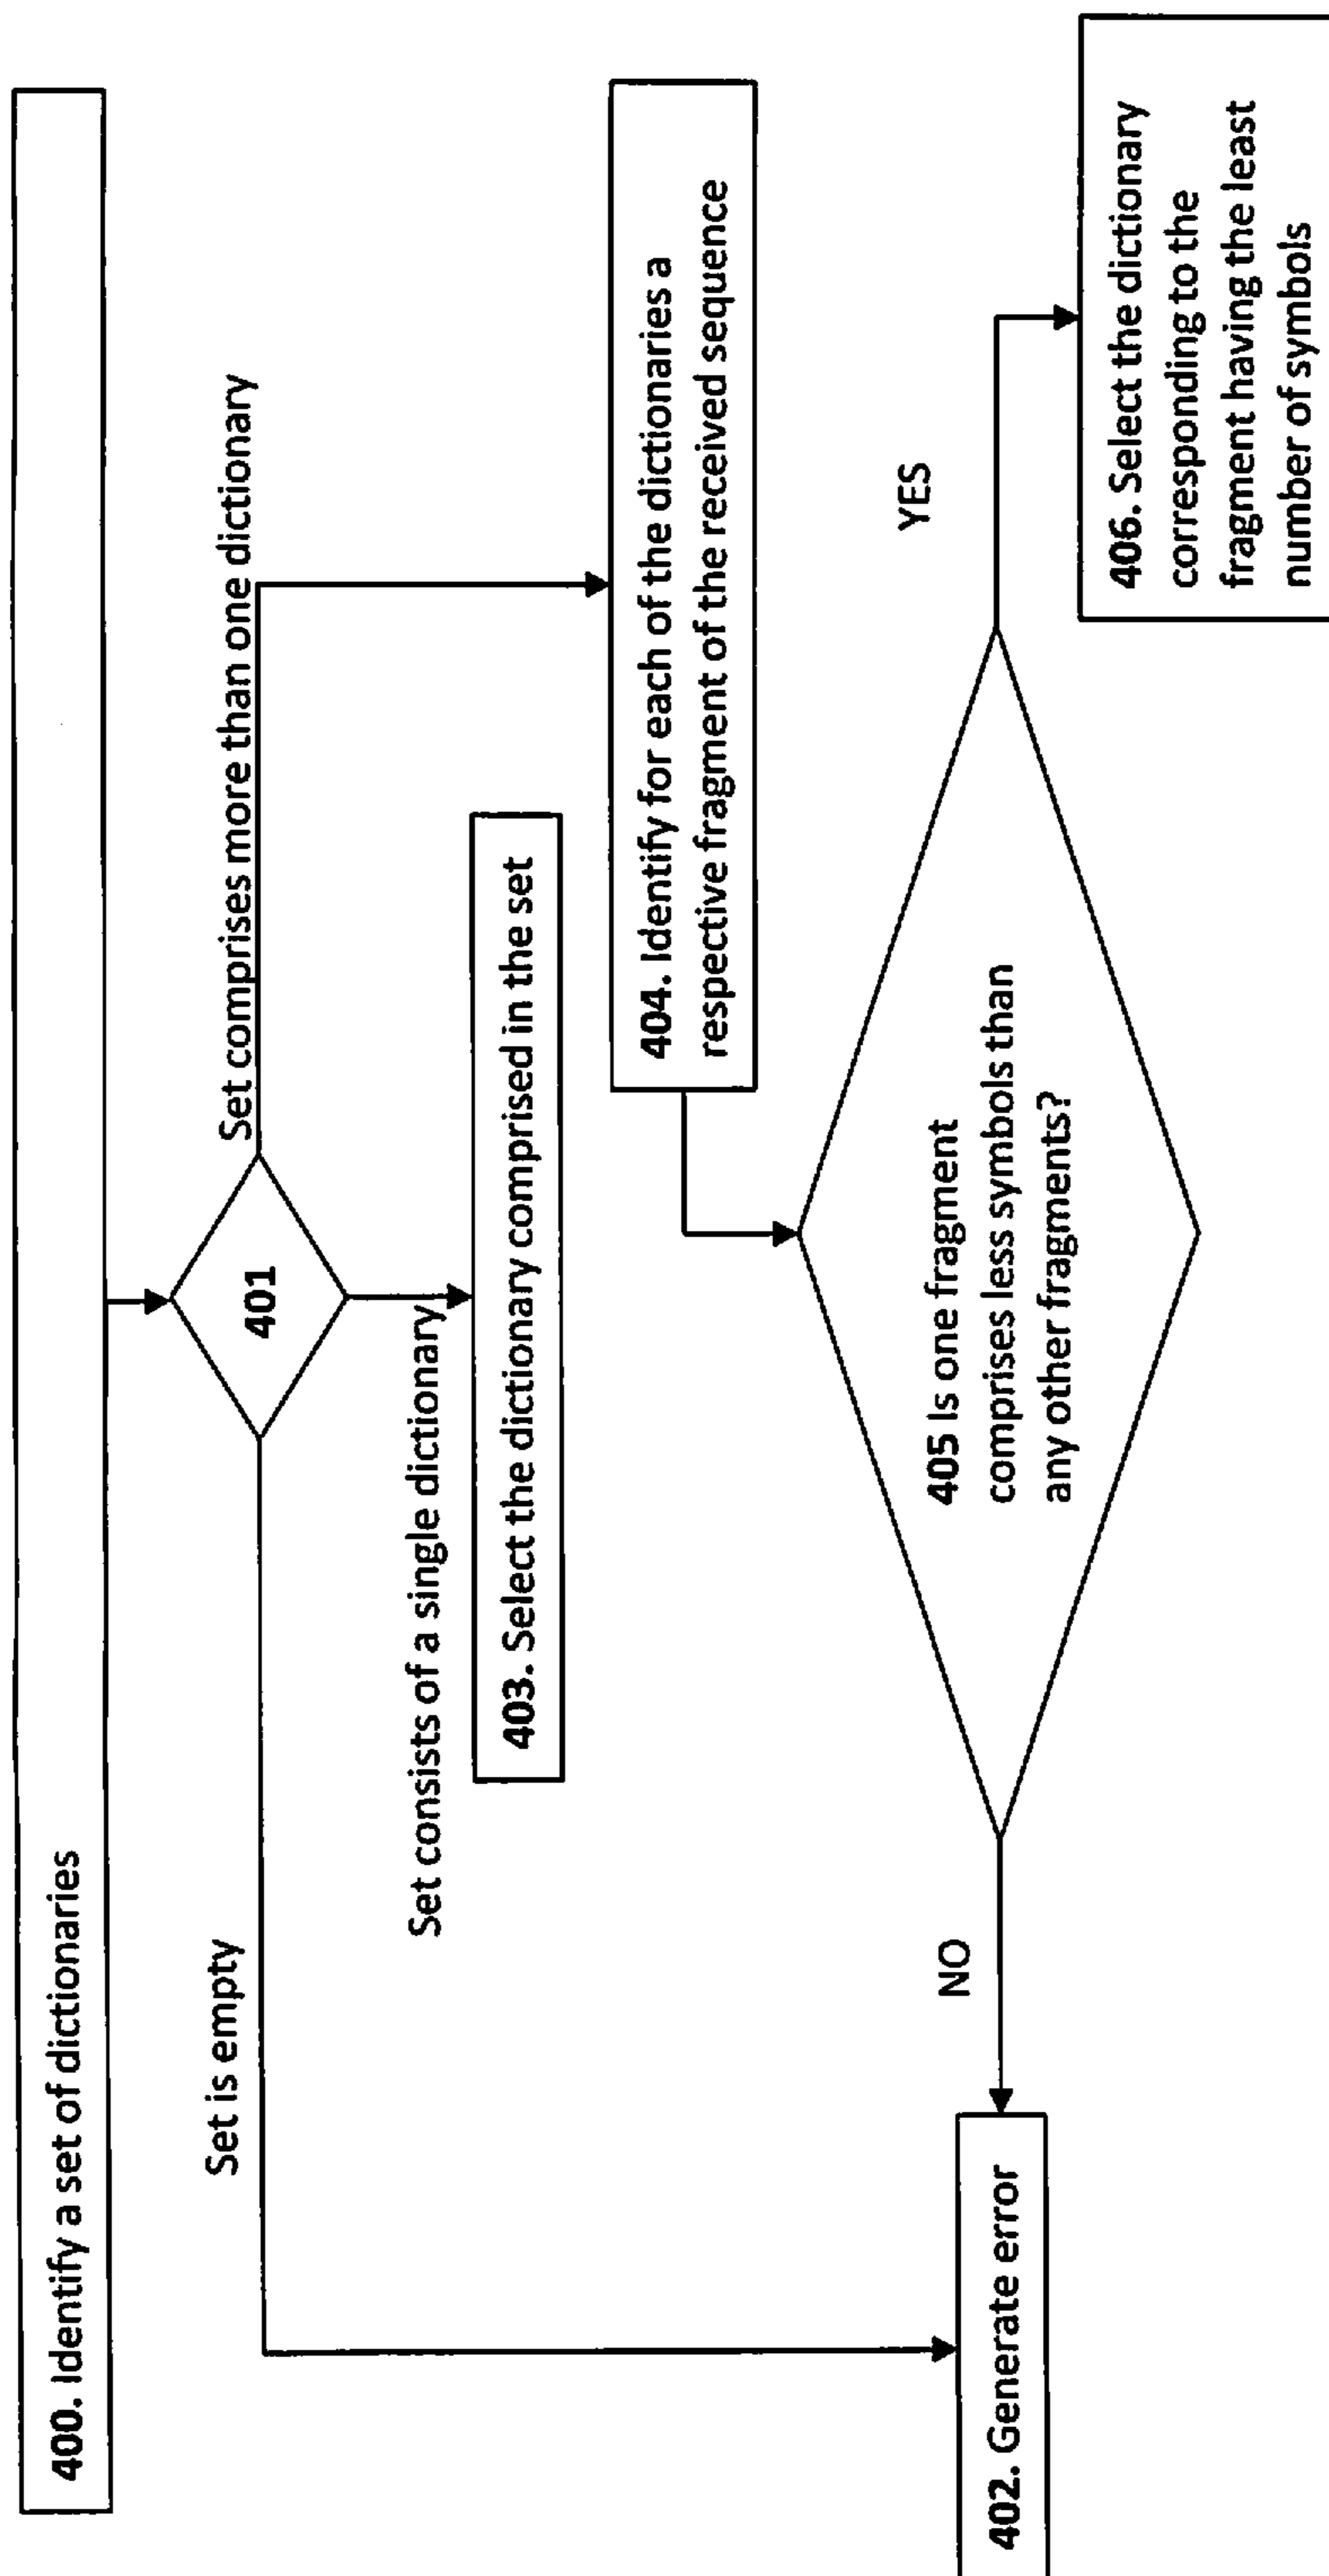 400. Identify a set of dictionaries
Set is empty
401
Set comprises more than one dictionary
Set consists of a single dictionary
403. Select the dictionary comprised in the set
404. Identify for each of the dictionaries a
respective fragment of the received sequence
405 Is one fragment
comprises less symbols than
any other fragments?
NO
YES
402. Generate error
406. Select the dictionary
corresponding to the
fragment having the least
number of symbols